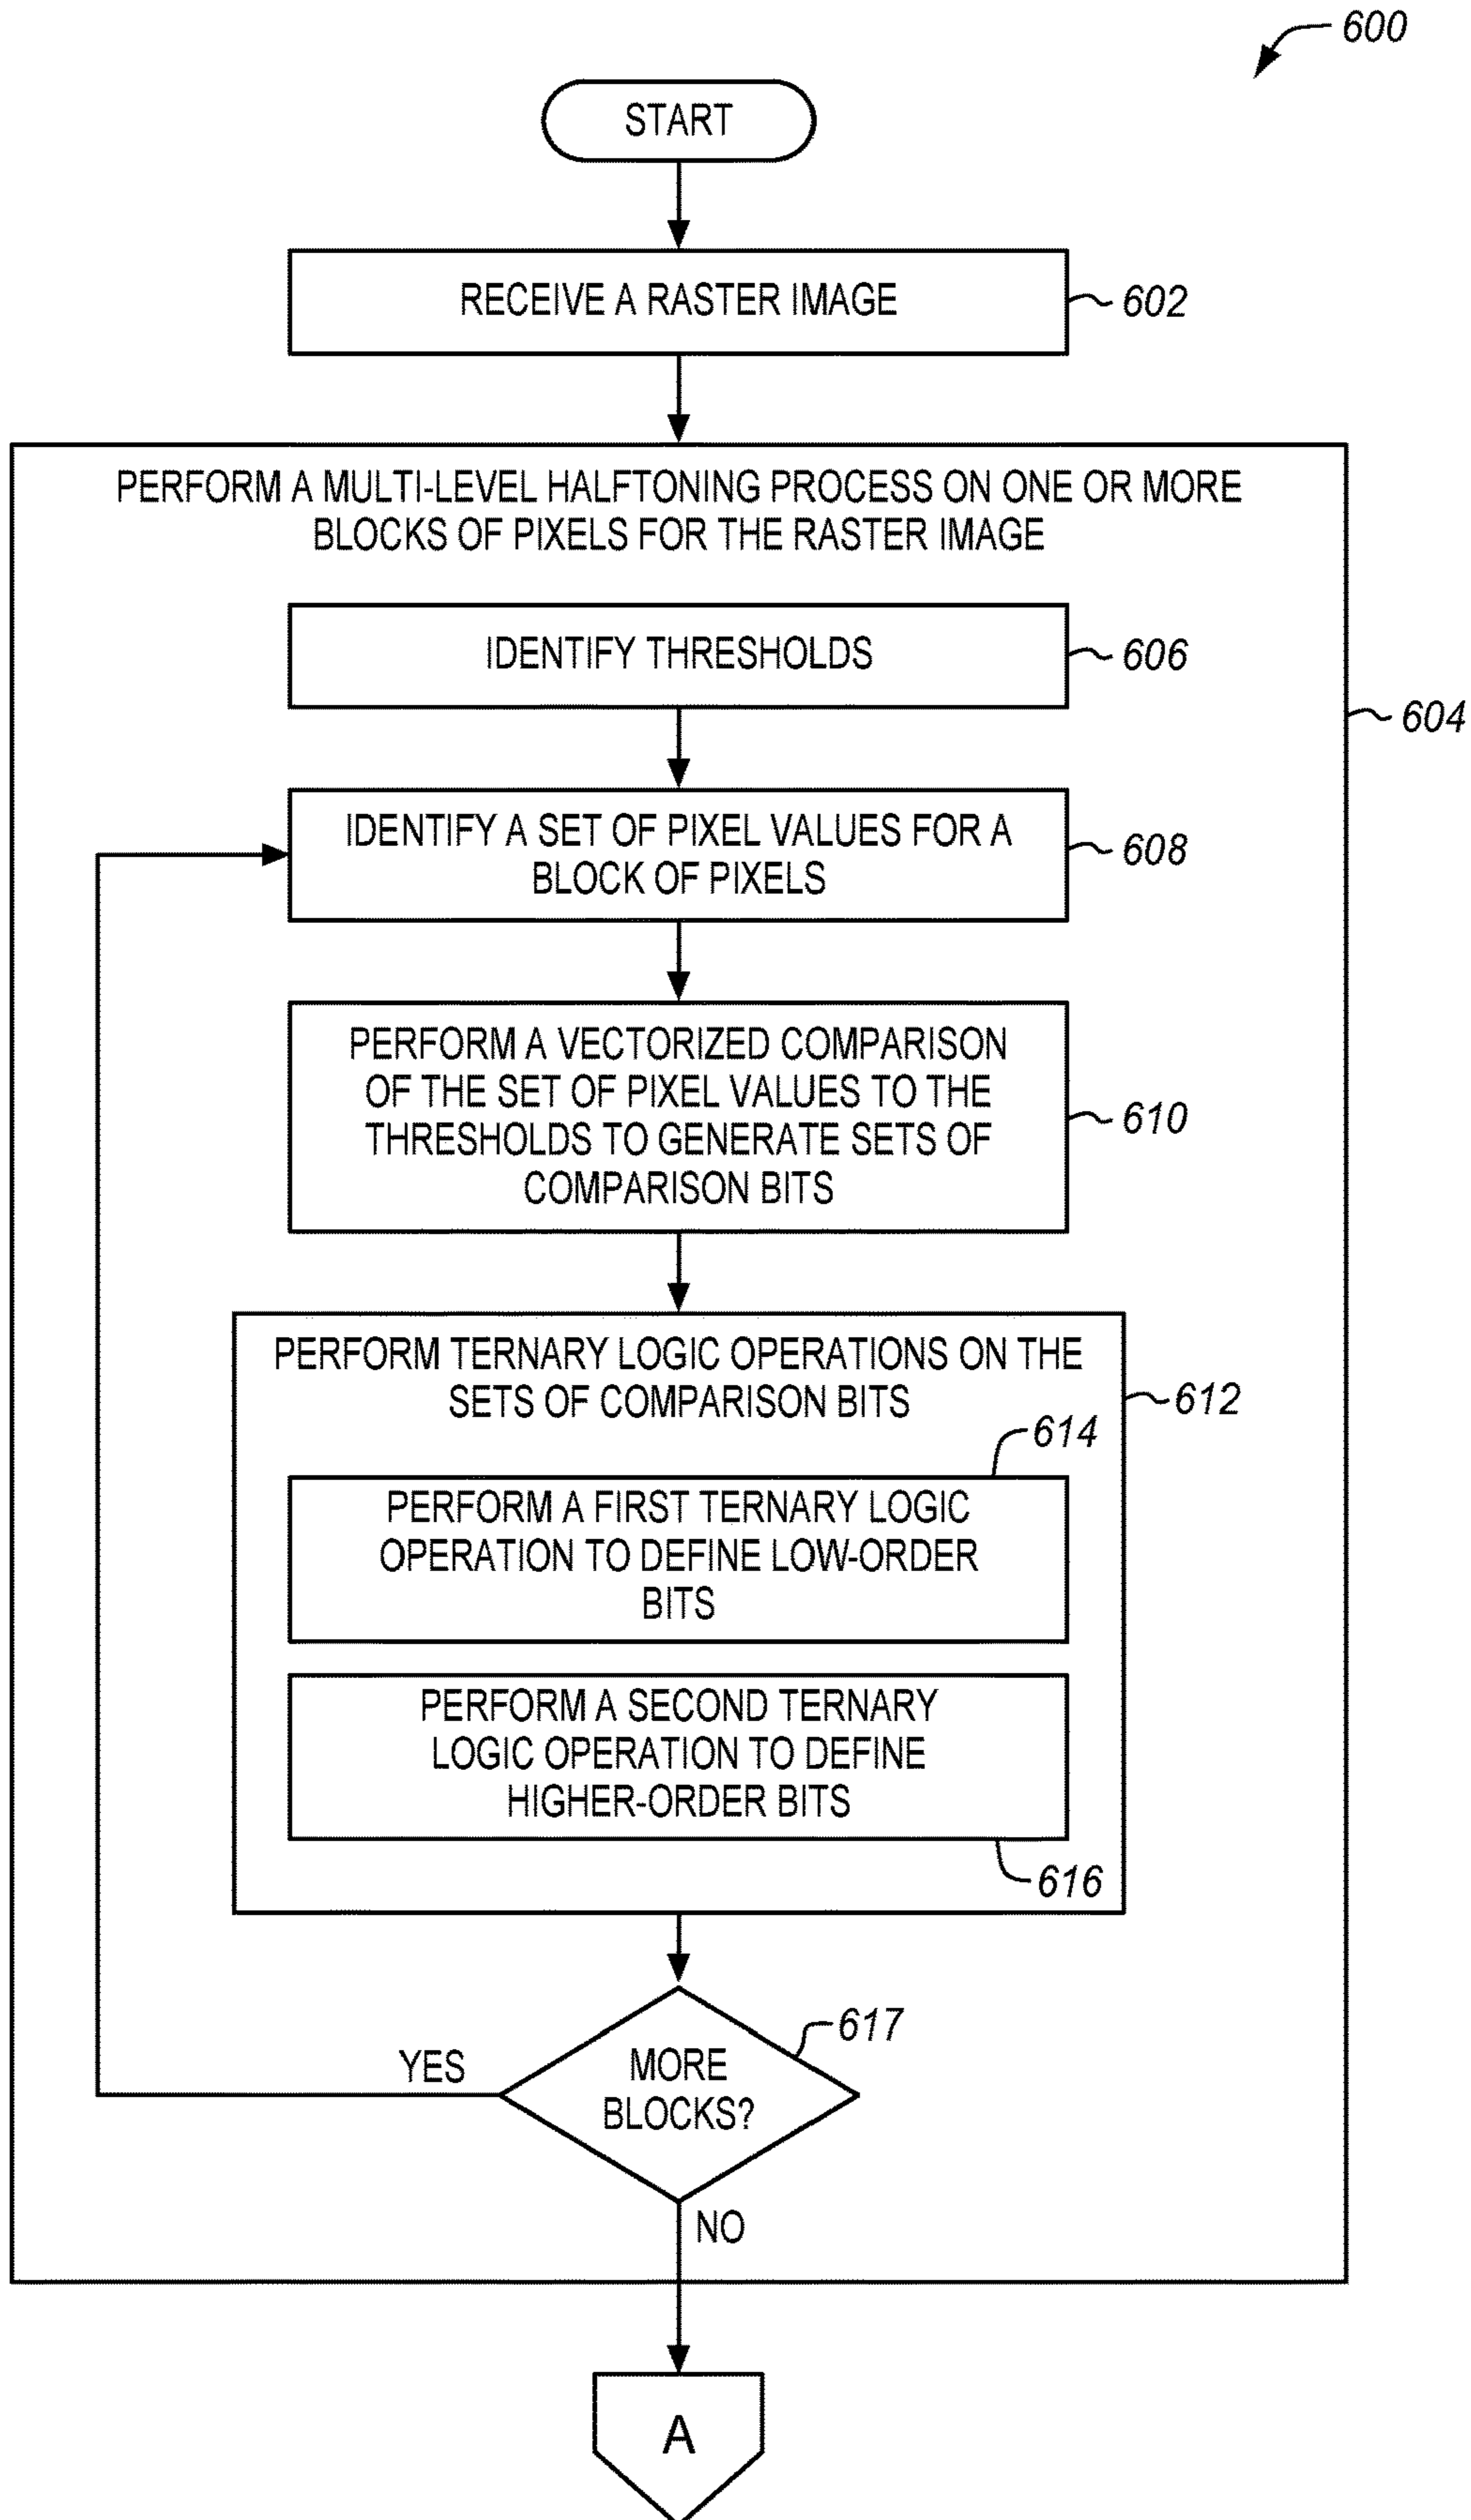 600
START
RECEIVE A RASTER IMAGE
602
PERFORM A MULTI-LEVEL HALFTONING PROCESS ON ONE OR MORE
BLOCKS OF PIXELS FOR THE RASTER IMAGE
IDENTIFY THRESHOLDS
606
604
IDENTIFY A SET OF PIXEL VALUES FOR A
BLOCK OF PIXELS
608
PERFORM A VECTORIZED COMPARISON
OF THE SET OF PIXEL VALUES TO THE
THRESHOLDS TO GENERATE SETS OF
COMPARISON BITS
610
PERFORM TERNARY LOGIC OPERATIONS ON THE
SETS OF COMPARISON BITS
612
614
PERFORM A FIRST TERNARY LOGIC
OPERATION TO DEFINE LOW-ORDER
BITS
PERFORM A SECOND TERNARY
LOGIC OPERATION TO DEFINE
HIGHER-ORDER BITS
616
617
YES
MORE
BLOCKS?
NO
A